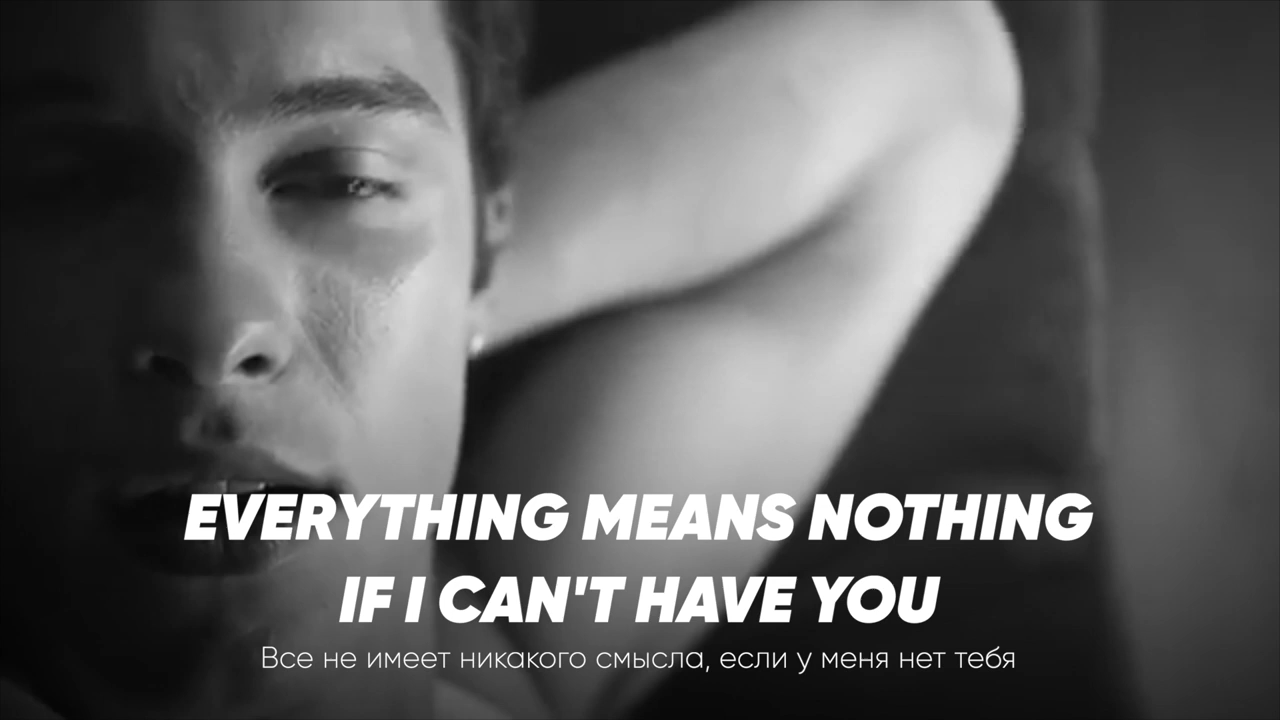 EVERYTHING MEANS NOTHING
IF I CAN'T HAVE YOU
Все не имеет никакого смысла, если у меня нет тебя